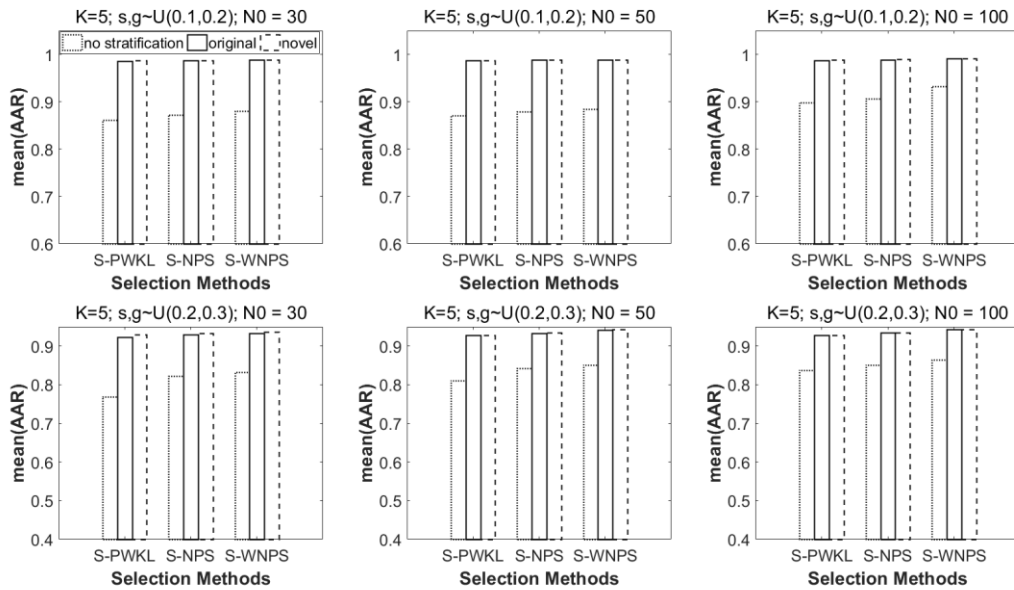 K=5; s,g~U(0.1,0.2); N0 = 30
no stratification original novel
1
0.9
0.8
0.7
0.6
mean(AAR)
S-PWKL S-NPS S-WNPS
Selection Methods
K=5; s,g~U(0.1,0.2); N0 = 50
1
0.9
0.8
0.7
0.6
mean(AAR)
S-PWKL S-NPS S-WNPS
Selection Methods
K=5; s,g~U(0.1,0.2); N0 = 100
1
0.9
0.8
0.7
0.6
mean(AAR)
S-PWKL S-NPS S-WNPS
Selection Methods
K=5; s,g~U(0.2,0.3); N0 = 30
0.9
0.8
0.7
0.6
0.5
0.4
mean(AAR)
S-PWKL S-NPS S-WNPS
Selection Methods
K=5; s,g~U(0.2,0.3); N0 = 50
0.9
0.8
0.7
0.6
0.5
0.4
mean(AAR)
S-PWKL S-NPS S-WNPS
Selection Methods
K=5; s,g~U(0.2,0.3); N0 = 100
0.9
0.8
0.7
0.6
0.5
0.4
mean(AAR)
S-PWKL S-NPS S-WNPS
Selection Methods